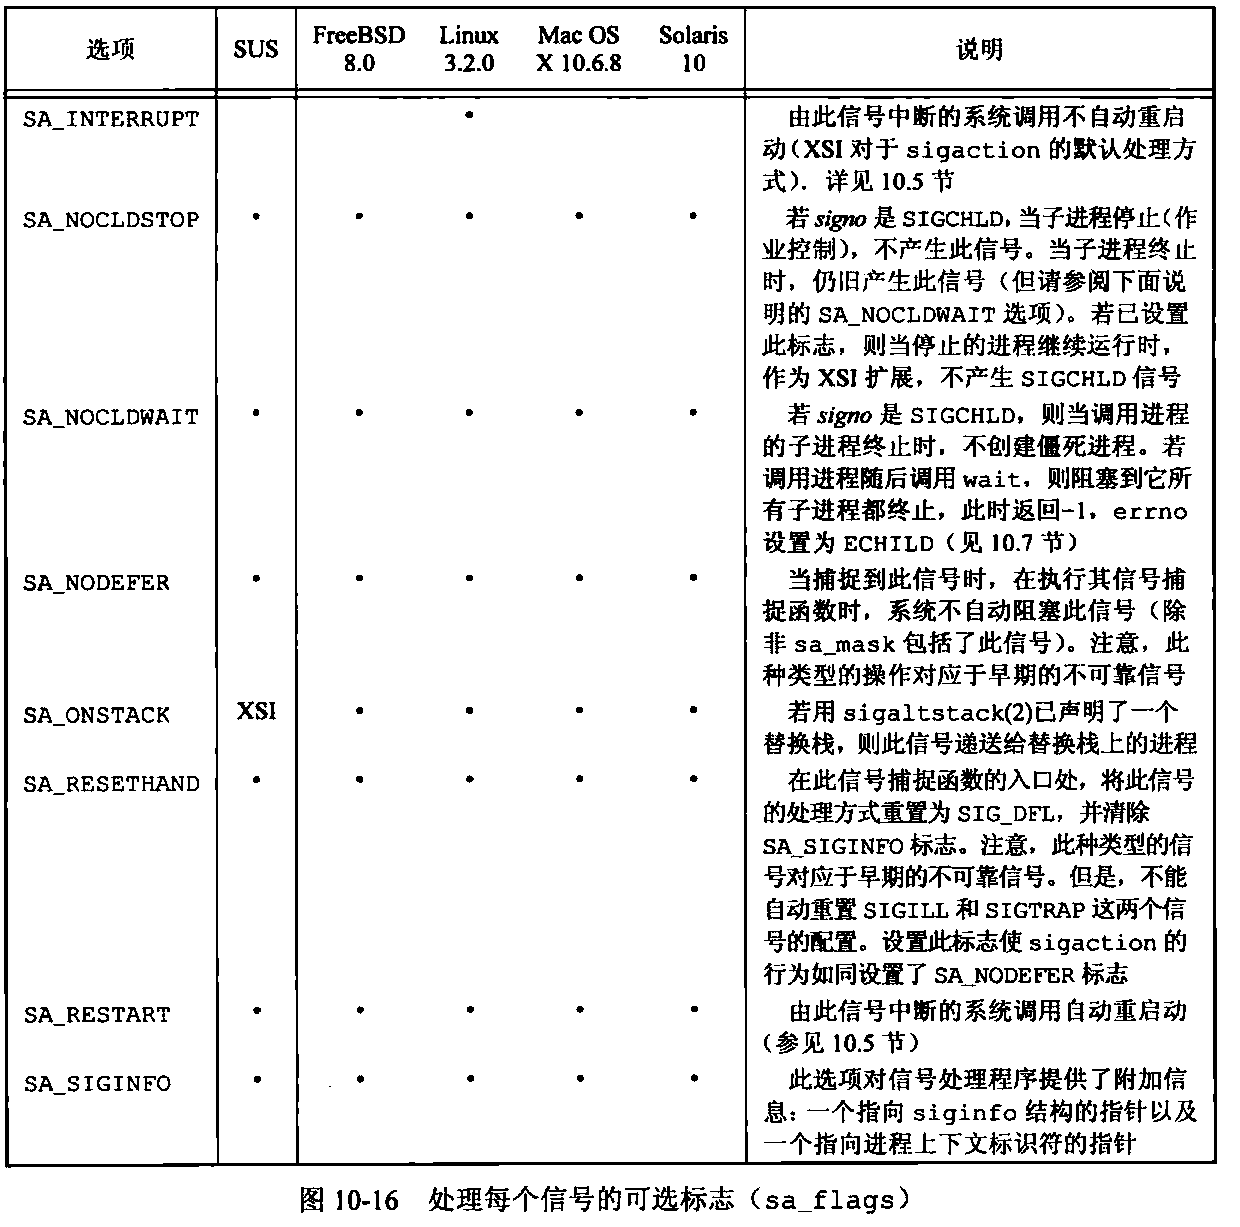 选项 SUS FreeBSD 8.0 Linux 3.2.0 Mac OS X 10.6.8 Solaris 10 说明
SA_INTERRUPT • 由此信号中断的系统调用不自动重启
动(XSI 对于 sigaction 的默认处理方
式). 详见 10.5 节
SA_NOCLDSTOP • • • • • 若 signo 是 SIGCHLD, 当子进程停止(作
业控制), 不产生此信号。当子进程终止
时, 仍旧产生此信号 (但请参阅下面说
明的 SA_NOCLDWAIT 选项)。若已设置
此标志, 则当停止的进程继续运行时,
作为 XSI 扩展, 不产生 SIGCHLD 信号
SA_NOCLDWAIT • • • • • 若 signo 是 SIGCHLD, 则当调用进程
的子进程终止时, 不创建僵死进程。若
调用进程随后调用 wait, 则阻塞到它所
有子进程都终止, 此时返回-1, errno
设置为 ECHILD (见 10.7 节)
SA_NODEFER • • • • • 当捕捉到此信号时, 在执行其信号捕
捉函数时, 系统不自动阻塞此信号 (除
非 sa_mask 包括了此信号)。注意, 此
种类型的操作对应于早期的不可靠信号
SA_ONSTACK XSI • • • • 若用 sigaltstack(2)已声明了一个
替换栈, 则此信号递送给替换栈上的进程
SA_RESETHAND • • • • • 在此信号捕捉函数的入口处, 将此信号
的处理方式重置为 SIG_DFL, 并清除
SA_SIGINFO 标志。注意, 此种类型的信
号对应于早期的不可靠信号。但是, 不能
自动重置 SIGILL 和 SIGTRAP 这两个信
号的配置。设置此标志使 sigaction 的
行为如同设置了 SA_NODEFER 标志
SA_RESTART • • • • • 由此信号中断的系统调用自动重启动
(参见 10.5 节)
SA_SIGINFO • • • • • 此选项对信号处理程序提供了附加信
息: 一个指向 siginfo 结构的指针以及
一个指向进程上下文标识符的指针
图 10-16 处理每个信号的可选标志 (sa_flags)